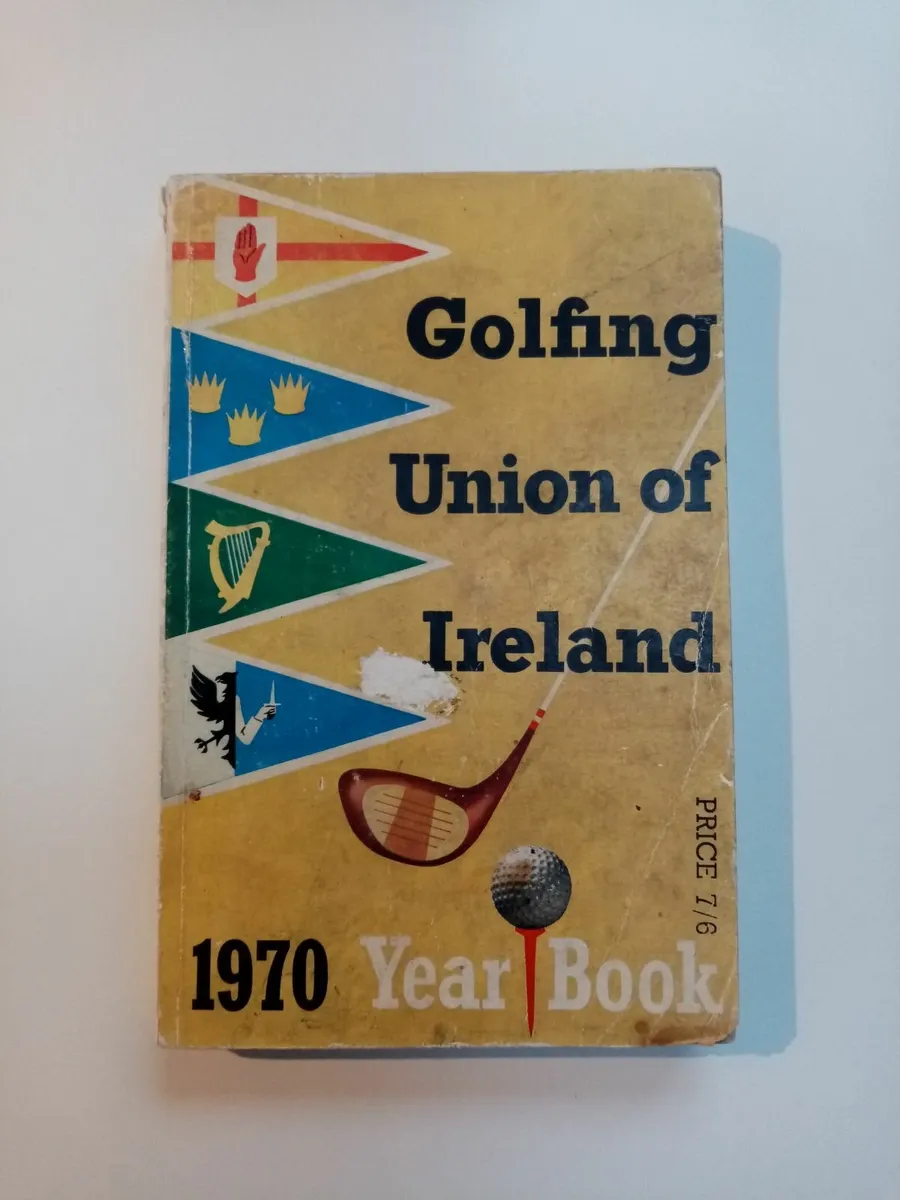 Golfing
Union of
Ireland
PRICE 7/6
1970 Year Book